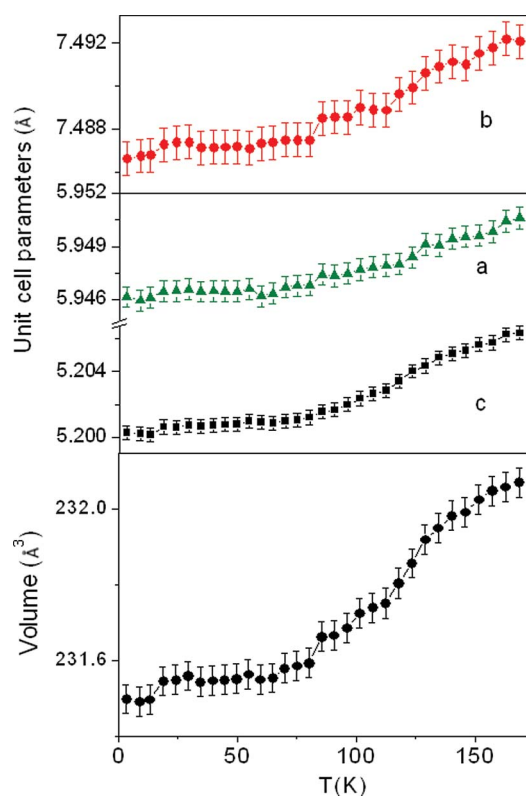 7.492
7.488
b
5.952
5.949
a
5.946
5.204
c
5.200
Unit cell parameters (Å)
232.0
231.6
Volume (Å³)
0 50 100 150
T(K)